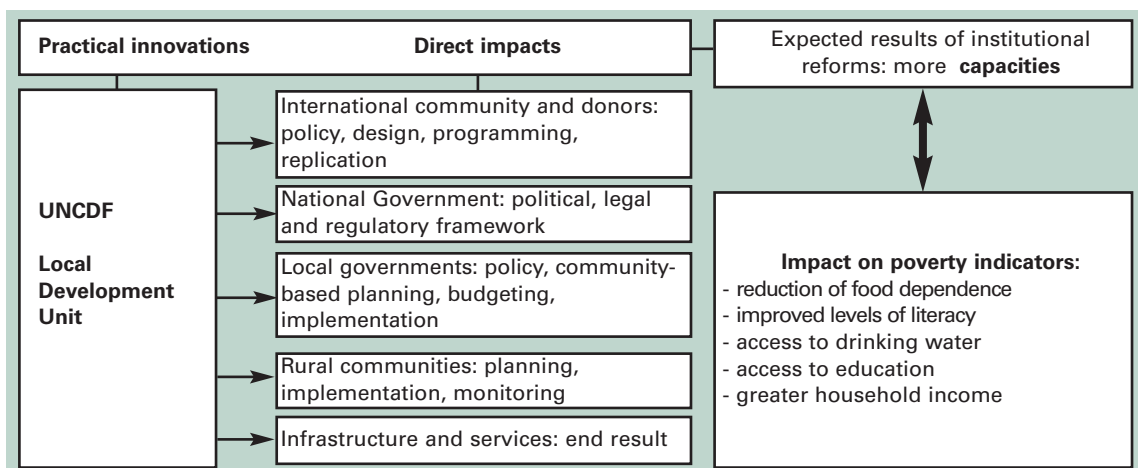 Practical innovations
Direct impacts
Expected results of institutional
reforms: more capacities
UNCDF
Local
Development
Unit
International community and donors:
policy, design, programming,
replication
National Government: political, legal
and regulatory framework
Local governments: policy, community-
based planning, budgeting,
implementation
Rural communities: planning,
implementation, monitoring
Infrastructure and services: end result
Impact on poverty indicators:
- reduction of food dependence
- improved levels of literacy
- access to drinking water
- access to education
- greater household income